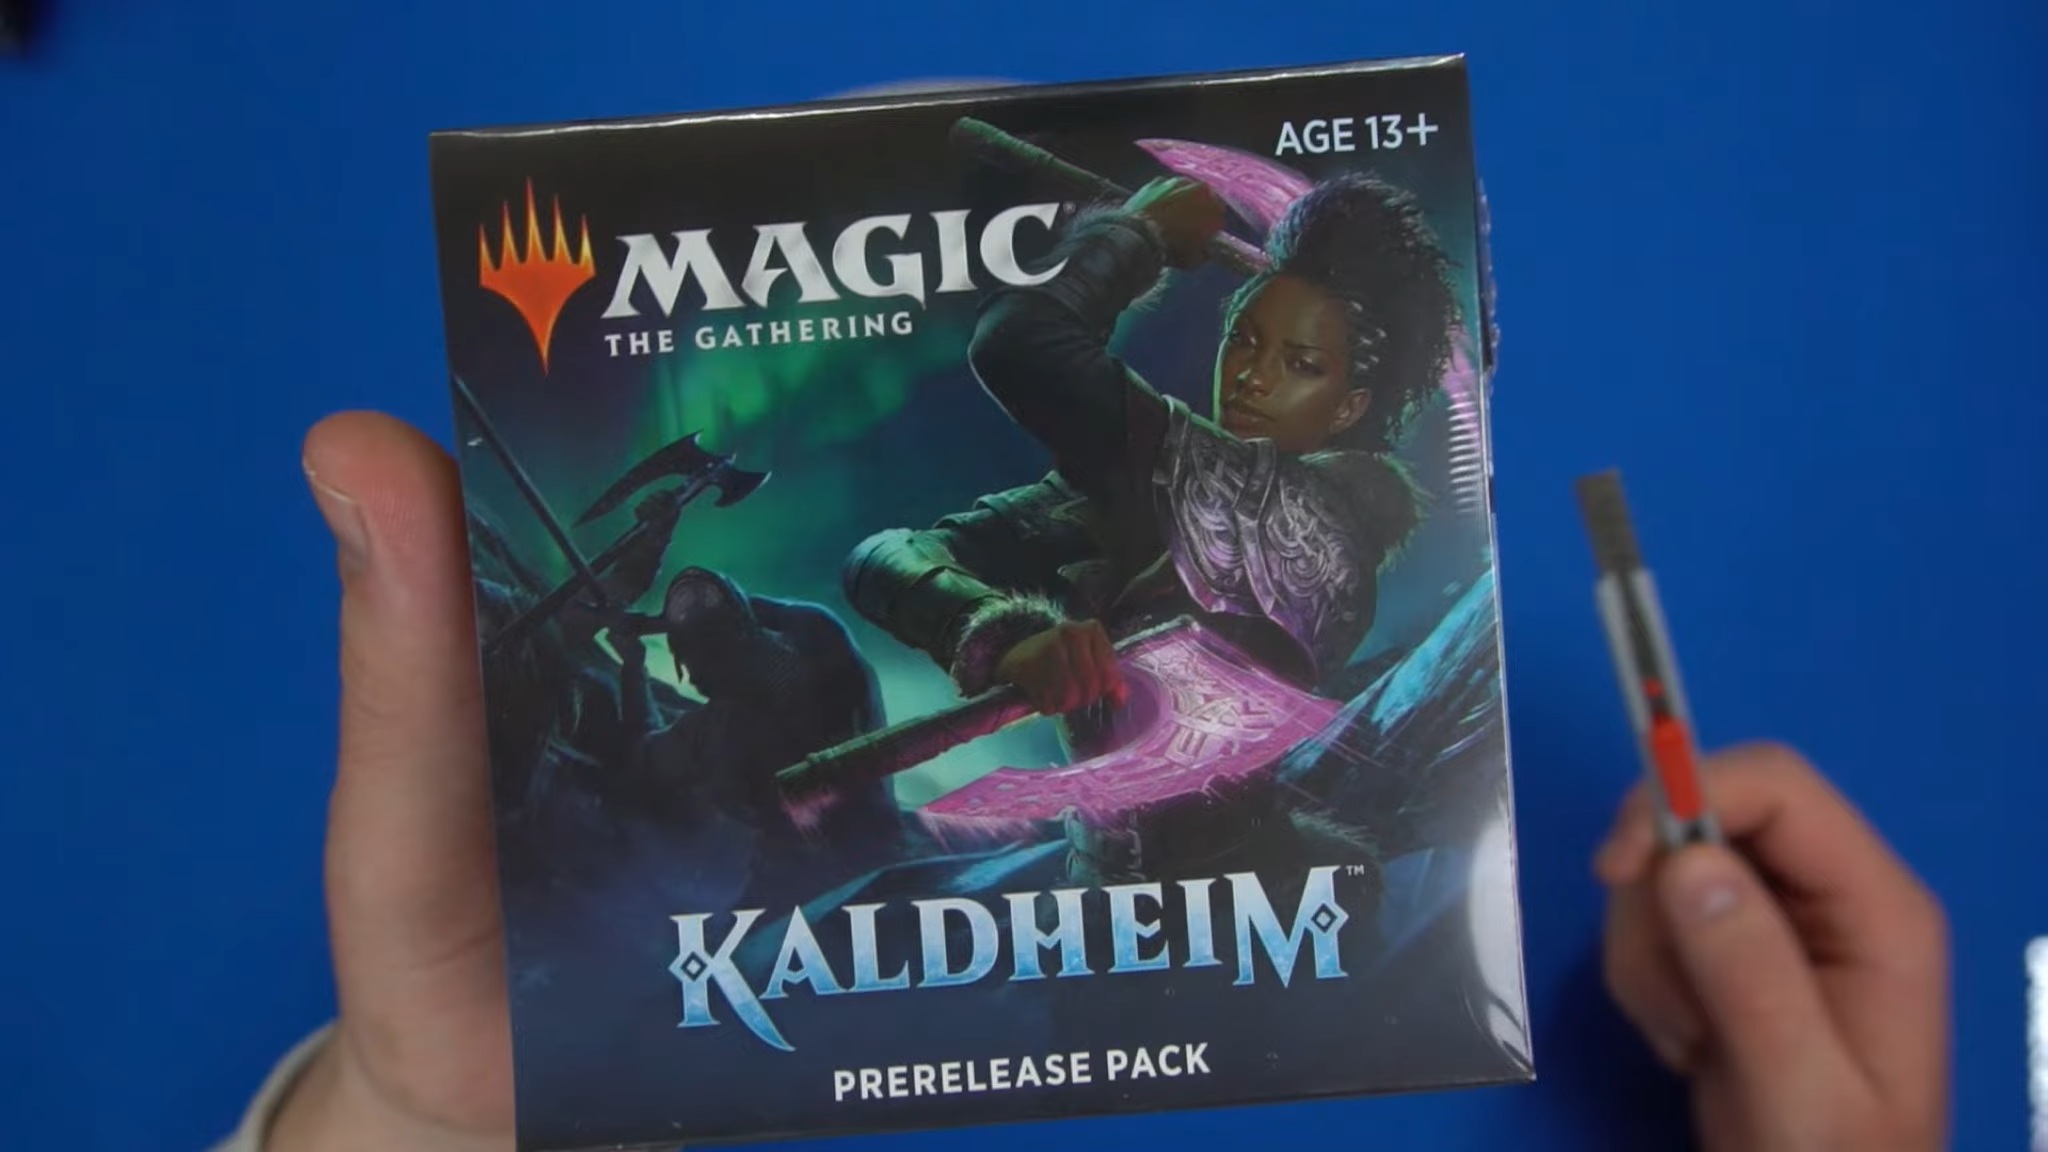 AGE 13+
MAGIC
THE GATHERING
KALDHEIM™
PRERELEASE PACK